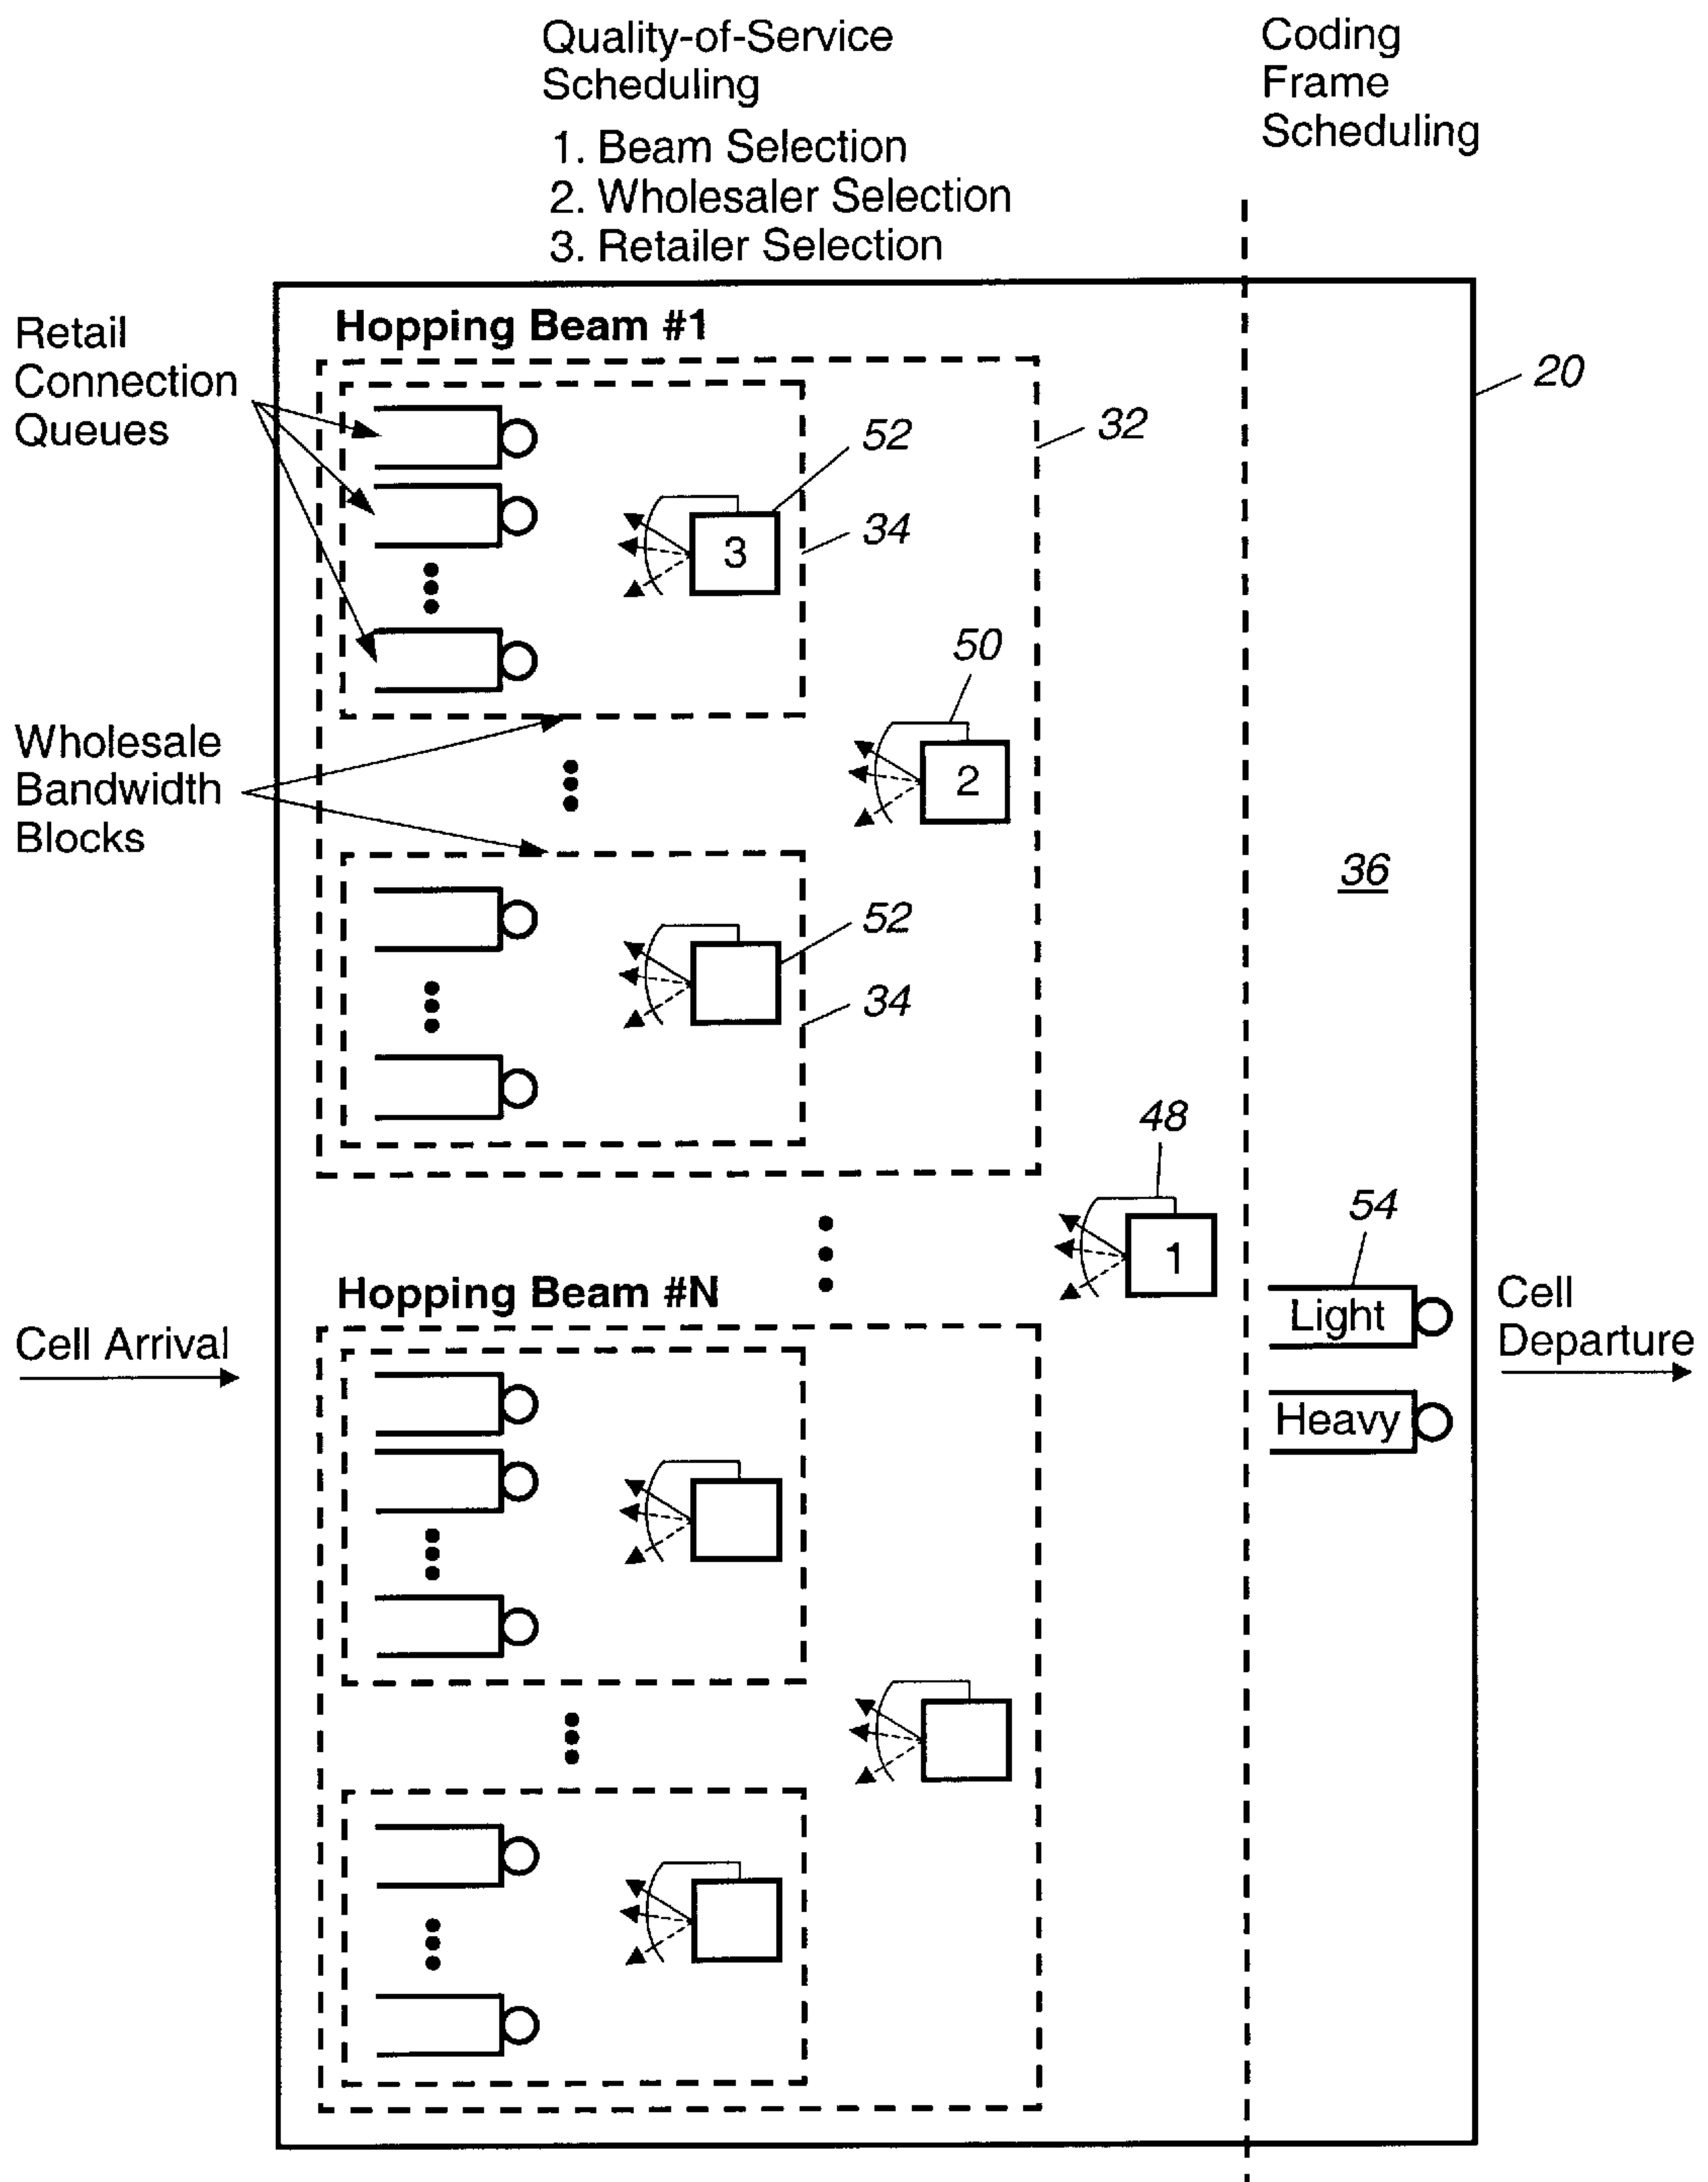 Quality-of-Service
Scheduling
1. Beam Selection
2. Wholesaler Selection
3. Retailer Selection
Coding
Frame
Scheduling
Hopping Beam #1
Retail
Connection
Queues
20
32
52
34
3
50
Wholesale
Bandwidth
Blocks
2
36
52
34
48
1
54
Hopping Beam #N
Light
Heavy
Cell Arrival
Cell
Departure